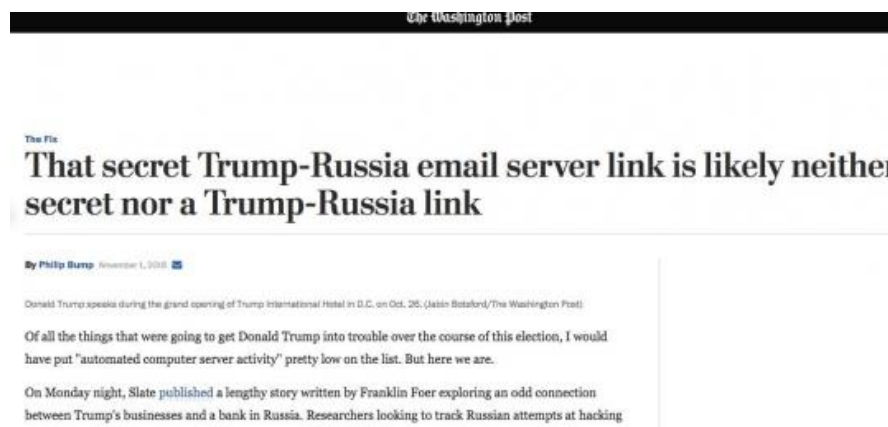 The Washington Post
The Fix
That secret Trump-Russia email server link is likely neither
secret nor a Trump-Russia link
By Philip Bump November 1, 2016
Donald Trump speaks during the grand opening of Trump International Hotel in D.C. on Oct. 26. (Jabin Botsford/The Washington Post)
Of all the things that were going to get Donald Trump into trouble over the course of this election, I would
have put "automated computer server activity" pretty low on the list. But here we are.
On Monday night, Slate published a lengthy story written by Franklin Foer exploring an odd connection
between Trump's businesses and a bank in Russia. Researchers looking to track Russian attempts at hacking